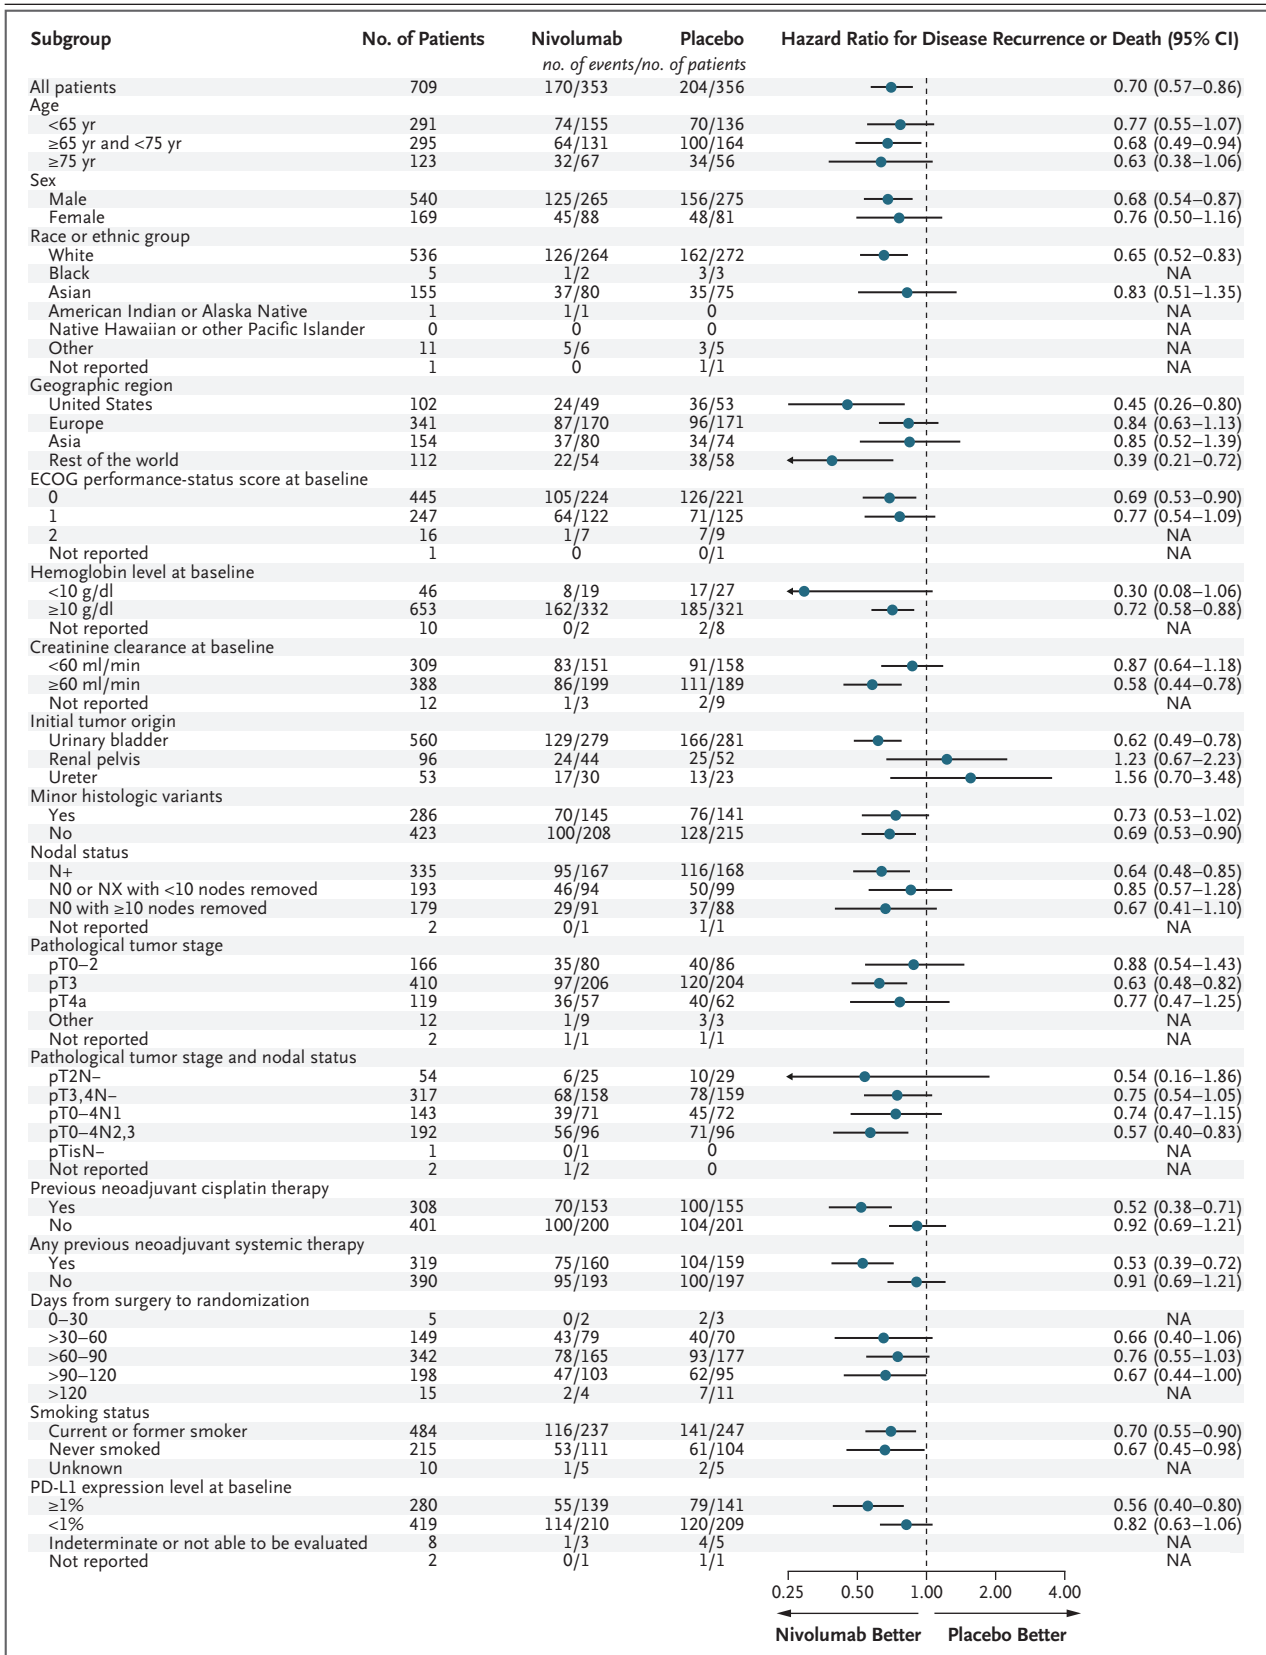 Subgroup No. of Patients Nivolumab Placebo Hazard Ratio for Disease Recurrence or Death (95% CI)
no. of events/no. of patients
All patients 709 170/353 204/356 0.70 (0.57–0.86)
Age
<65 yr 291 74/155 70/136 0.77 (0.55–1.07)
≥65 yr and <75 yr 295 64/131 100/164 0.68 (0.49–0.94)
≥75 yr 123 32/67 34/56 0.63 (0.38–1.06)
Sex
Male 540 125/265 156/275 0.68 (0.54–0.87)
Female 169 45/88 48/81 0.76 (0.50–1.16)
Race or ethnic group
White 536 126/264 162/272 0.65 (0.52–0.83)
Black 5 1/2 3/3 NA
Asian 155 37/80 35/75 0.83 (0.51–1.35)
American Indian or Alaska Native 1 1/1 0 NA
Native Hawaiian or other Pacific Islander 0 0 0 NA
Other 11 5/6 3/5 NA
Not reported 1 0 1/1 NA
Geographic region
United States 102 24/49 36/53 0.45 (0.26–0.80)
Europe 341 87/170 96/171 0.84 (0.63–1.13)
Asia 154 37/80 34/74 0.85 (0.52–1.39)
Rest of the world 112 22/54 38/58 0.39 (0.21–0.72)
ECOG performance-status score at baseline
0 445 105/224 126/221 0.69 (0.53–0.90)
1 247 64/122 71/125 0.77 (0.54–1.09)
2 16 1/7 7/9 NA
Not reported 1 0 0/1 NA
Hemoglobin level at baseline
<10 g/dl 46 8/19 17/27 0.30 (0.08–1.06)
≥10 g/dl 653 162/332 185/321 0.72 (0.58–0.88)
Not reported 10 0/2 2/8 NA
Creatinine clearance at baseline
<60 ml/min 309 83/151 91/158 0.87 (0.64–1.18)
≥60 ml/min 388 86/199 111/189 0.58 (0.44–0.78)
Not reported 12 1/3 2/9 NA
Initial tumor origin
Urinary bladder 560 129/279 166/281 0.62 (0.49–0.78)
Renal pelvis 96 24/44 25/52 1.23 (0.67–2.23)
Ureter 53 17/30 13/23 1.56 (0.70–3.48)
Minor histologic variants
Yes 286 70/145 76/141 0.73 (0.53–1.02)
No 423 100/208 128/215 0.69 (0.53–0.90)
Nodal status
N+ 335 95/167 116/168 0.64 (0.48–0.85)
N0 or NX with <10 nodes removed 193 46/94 50/99 0.85 (0.57–1.28)
N0 with ≥10 nodes removed 179 29/91 37/88 0.67 (0.41–1.10)
Not reported 2 0/1 1/1 NA
Pathological tumor stage
pT0–2 166 35/80 40/86 0.88 (0.54–1.43)
pT3 410 97/206 120/204 0.63 (0.48–0.82)
pT4a 119 36/57 40/62 0.77 (0.47–1.25)
Other 12 1/9 3/3 NA
Not reported 2 1/1 1/1 NA
Pathological tumor stage and nodal status
pT2N– 54 6/25 10/29 0.54 (0.16–1.86)
pT3,4N– 317 68/158 78/159 0.75 (0.54–1.05)
pT0–4N1 143 39/71 45/72 0.74 (0.47–1.15)
pT0–4N2,3 192 56/96 71/96 0.57 (0.40–0.83)
pTisN– 1 0/1 0 NA
Not reported 2 1/2 0 NA
Previous neoadjuvant cisplatin therapy
Yes 308 70/153 100/155 0.52 (0.38–0.71)
No 401 100/200 104/201 0.92 (0.69–1.21)
Any previous neoadjuvant systemic therapy
Yes 319 75/160 104/159 0.53 (0.39–0.72)
No 390 95/193 100/197 0.91 (0.69–1.21)
Days from surgery to randomization
0–30 5 0/2 2/3 NA
>30–60 149 43/79 40/70 0.66 (0.40–1.06)
>60–90 342 78/165 93/177 0.76 (0.55–1.03)
>90–120 198 47/103 62/95 0.67 (0.44–1.00)
>120 15 2/4 7/11 NA
Smoking status
Current or former smoker 484 116/237 141/247 0.70 (0.55–0.90)
Never smoked 215 53/111 61/104 0.67 (0.45–0.98)
Unknown 10 1/5 2/5 NA
PD-L1 expression level at baseline
≥1% 280 55/139 79/141 0.56 (0.40–0.80)
<1% 419 114/210 120/209 0.82 (0.63–1.06)
Indeterminate or not able to be evaluated 8 1/3 4/5 NA
Not reported 2 0/1 1/1 NA
0.25 0.50 1.00 2.00 4.00
Nivolumab Better Placebo Better